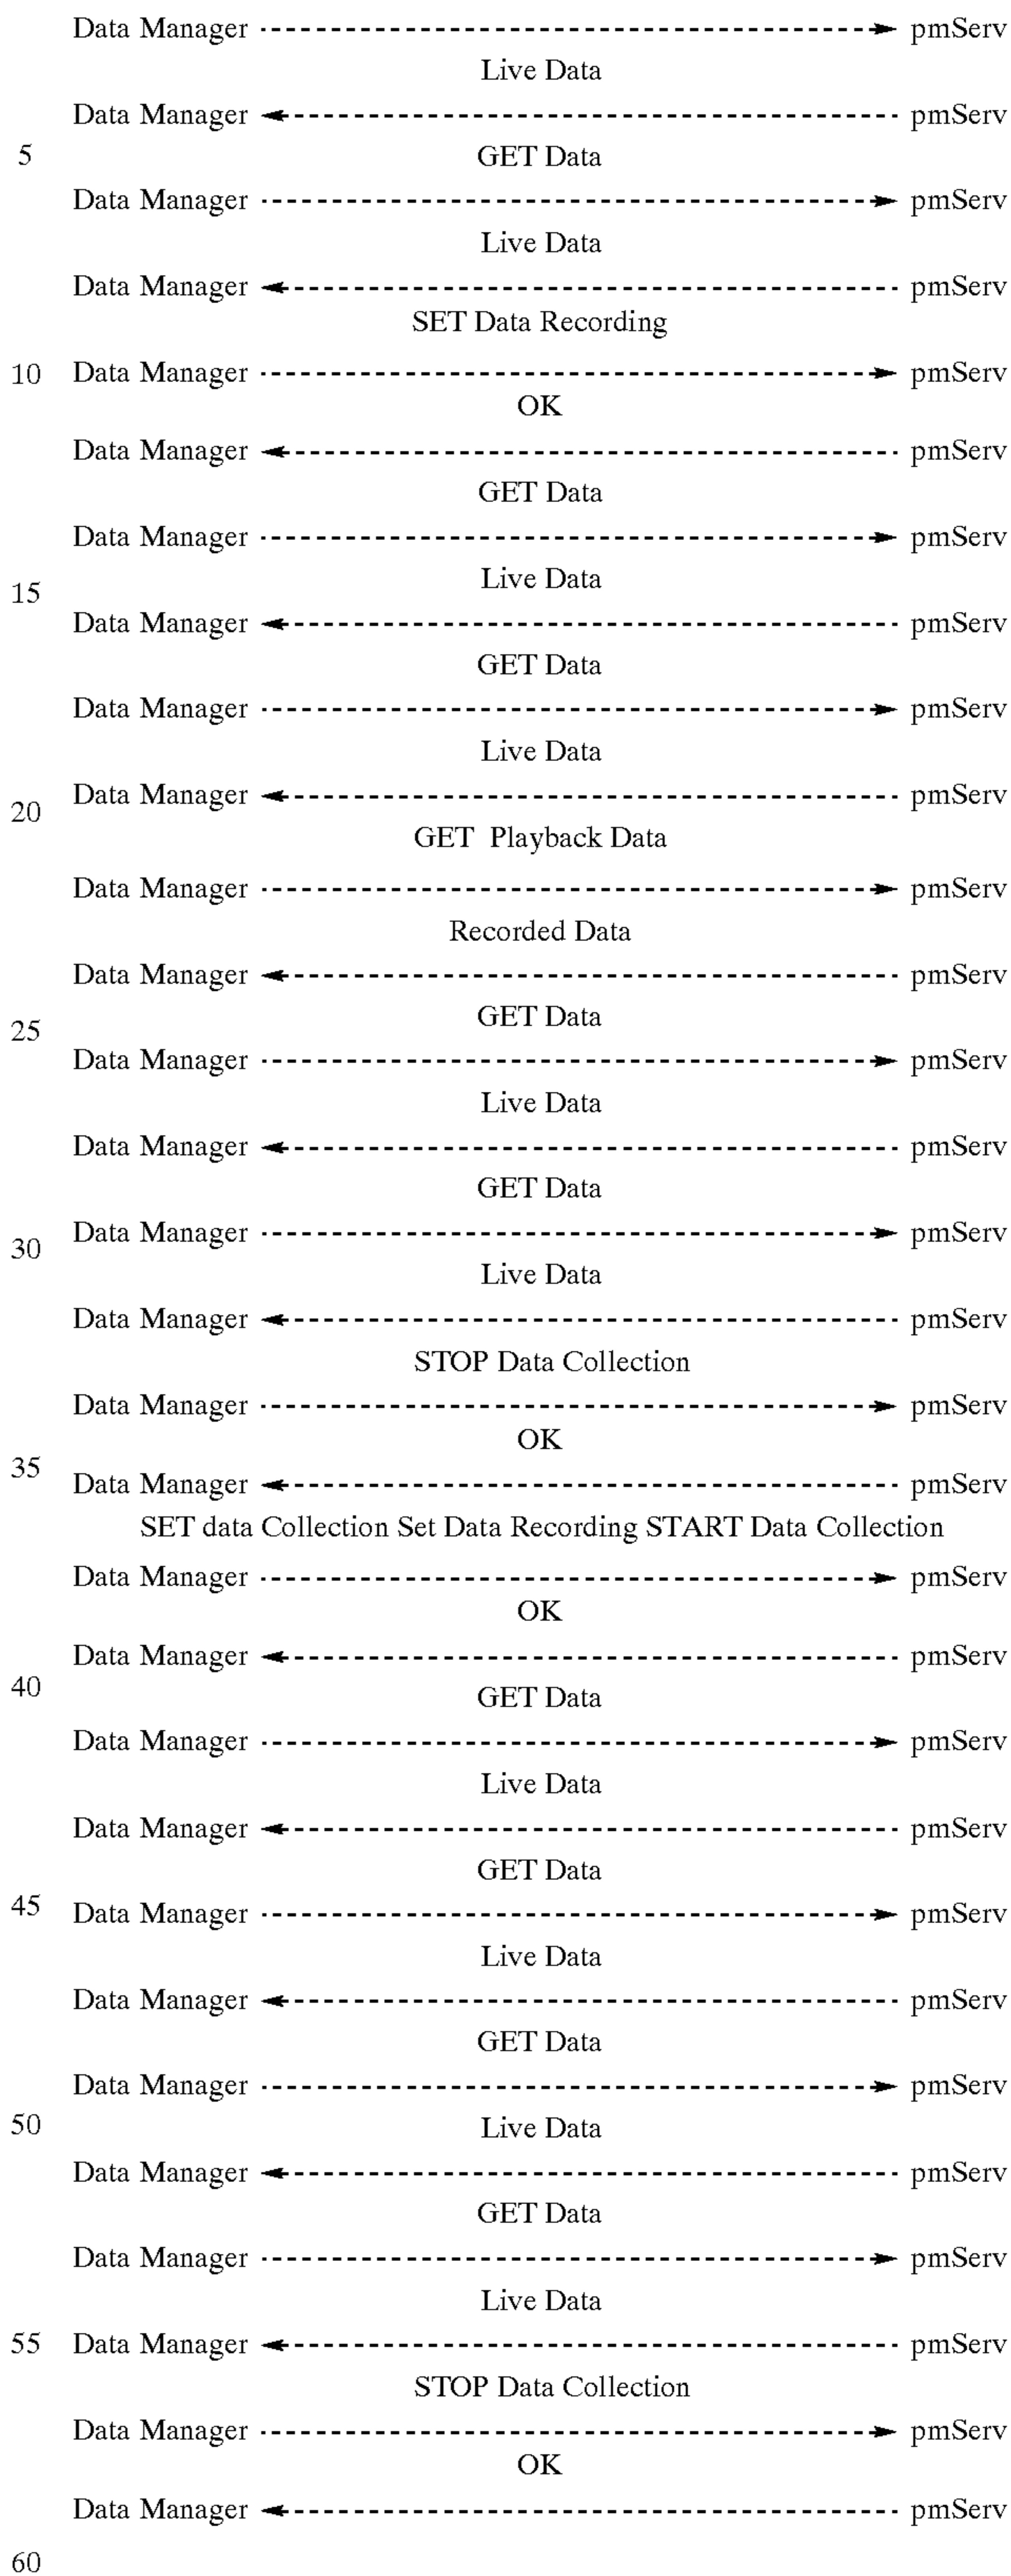 Data Manager pmServ
Live Data
Data Manager pmServ
5 GET Data
Data Manager pmServ
Live Data
Data Manager pmServ
SET Data Recording
10 Data Manager pmServ
OK
Data Manager pmServ
GET Data
Data Manager pmServ
Live Data
15
Data Manager pmServ
GET Data
Data Manager pmServ
Live Data
Data Manager pmServ
20
GET Playback Data
Data Manager pmServ
Recorded Data
Data Manager pmServ
GET Data
25
Data Manager pmServ
Live Data
Data Manager pmServ
GET Data
Data Manager pmServ
30
Live Data
Data Manager pmServ
STOP Data Collection
Data Manager pmServ
OK
35
Data Manager pmServ
SET data Collection Set Data Recording START Data Collection
Data Manager pmServ
OK
Data Manager pmServ
40
GET Data
Data Manager pmServ
Live Data
Data Manager pmServ
GET Data
45 Data Manager pmServ
Live Data
Data Manager pmServ
GET Data
Data Manager pmServ
50 Live Data
Data Manager pmServ
GET Data
Data Manager pmServ
Live Data
55 Data Manager pmServ
STOP Data Collection
Data Manager pmServ
OK
Data Manager pmServ
60